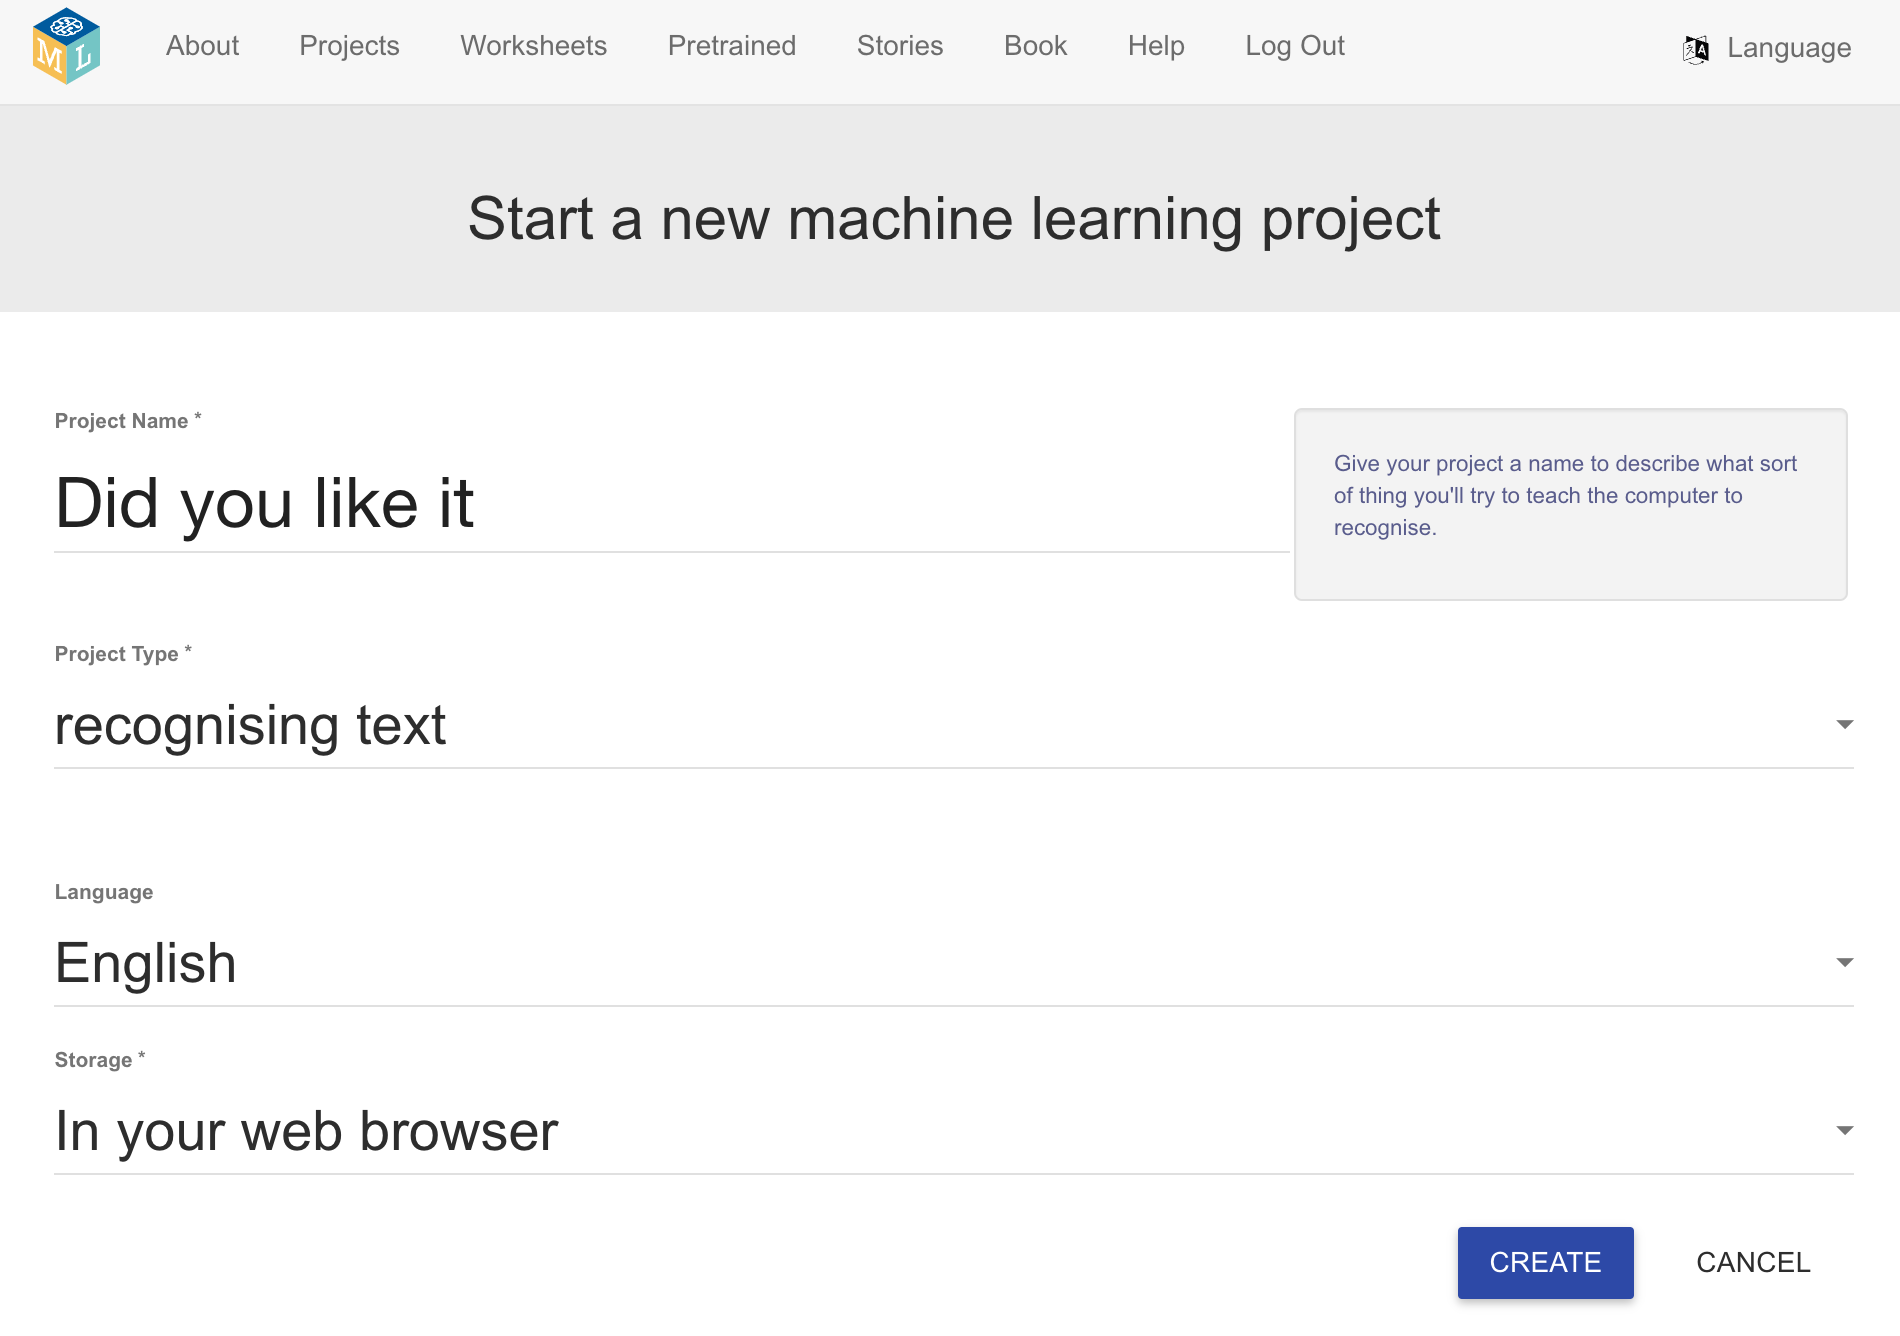 M L
About Projects Worksheets Pretrained Stories Book Help Log Out Language
Start a new machine learning project
Project Name *
Did you like it
Give your project a name to describe what sort
of thing you'll try to teach the computer to
recognise.
Project Type *
recognising text
Language
English
Storage *
In your web browser
CREATE CANCEL